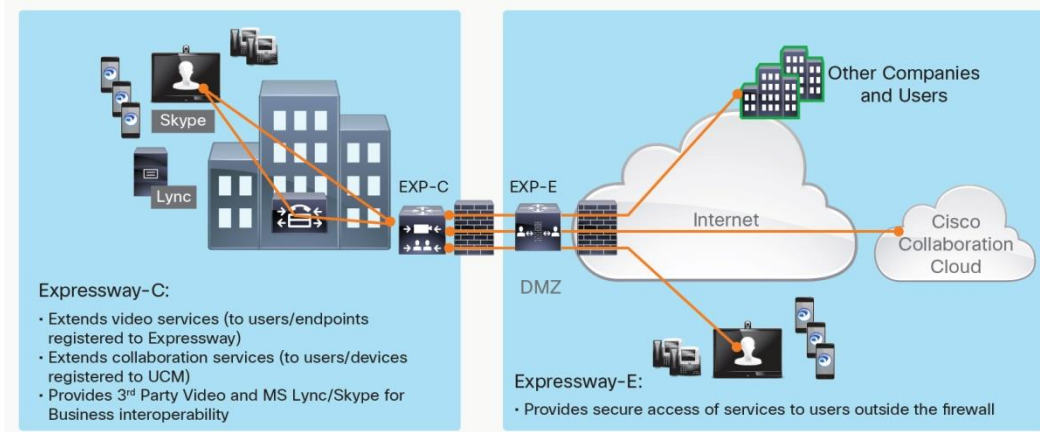 Skype
Lync
EXP-C
Expressway-C:
• Extends video services (to users/endpoints
registered to Expressway)
• Extends collaboration services (to users/devices
registered to UCM)
• Provides 3rd Party Video and MS Lync/Skype for
Business interoperability
EXP-E
DMZ
Internet
Other Companies
and Users
Cisco
Collaboration
Cloud
Expressway-E:
• Provides secure access of services to users outside the firewall